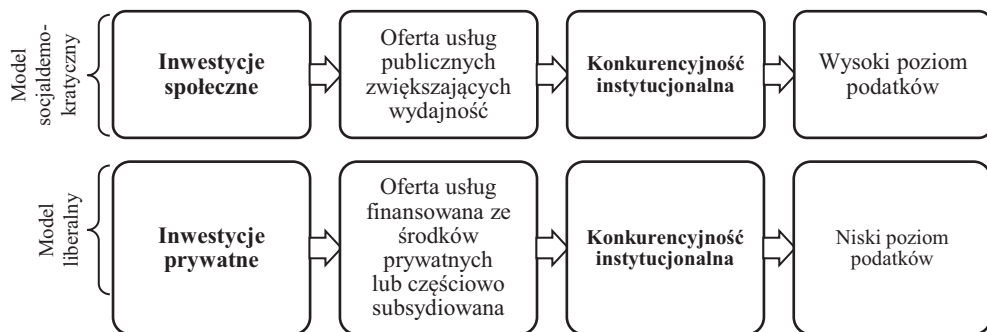 Model
socjaldemo-
kratyczny
Inwestycje
społeczne
Oferta usług
publicznych
zwiększających
wydajność
Konkurencyjność
instytucjonalna
Wysoki poziom
podatków
Model
liberalny
Inwestycje
prywatne
Oferta usług
finansowana ze
środków
prywatnych
lub częściowo
subsydiowana
Konkurencyjność
instytucjonalna
Niski poziom
podatków